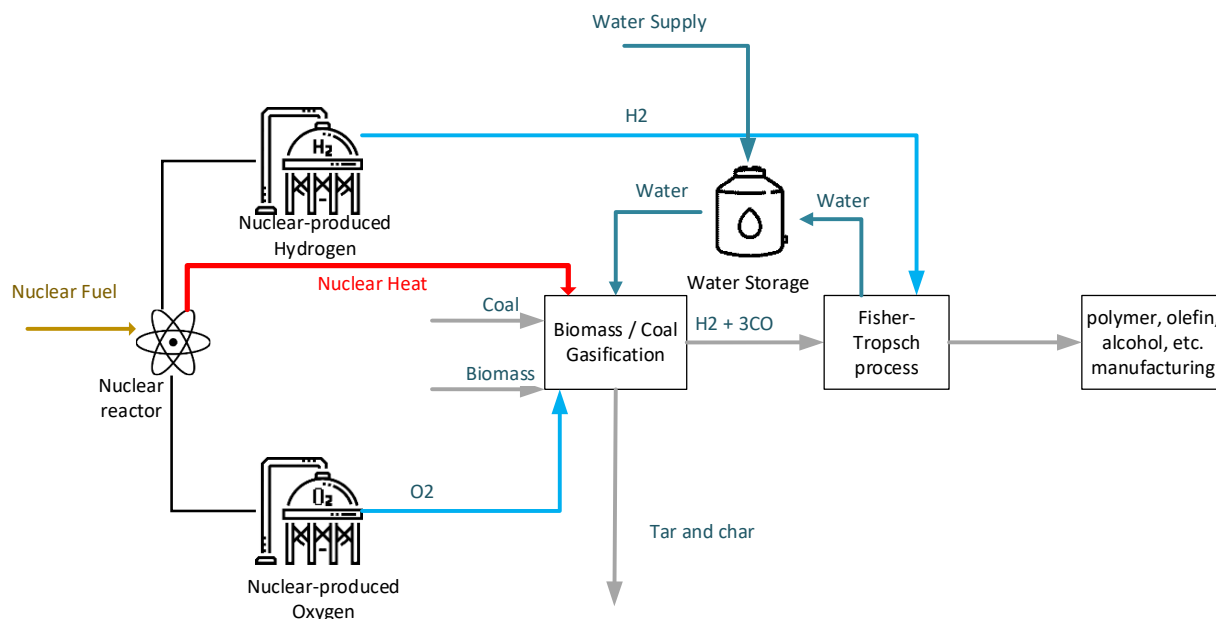 Water Supply
H2
H2
Nuclear-produced
Hydrogen
Water
Water
Nuclear Heat
Nuclear Fuel
Water Storage
Coal
Biomass / Coal
Gasification
H2 + 3CO
Fisher-
Tropsch
process
polymer, olefin,
alcohol, etc.
manufacturing
Biomass
Nuclear
reactor
O2
O2
Tar and char
Nuclear-produced
Oxygen